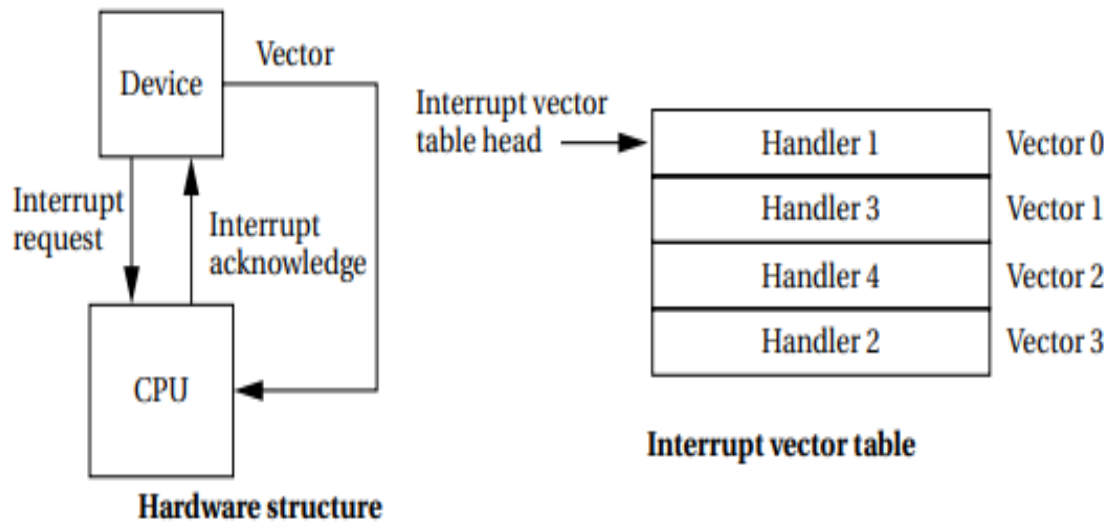 Device
Vector
Interrupt
request
Interrupt
acknowledge
CPU
Hardware structure
Interrupt vector
table head
Handler 1 Vector 0
Handler 3 Vector 1
Handler 4 Vector 2
Handler 2 Vector 3
Interrupt vector table